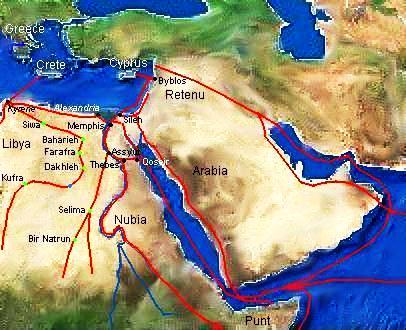 Greece
Crete
Cyprus
Byblos
Retenu
Kyrene
Alexandria
Sileh
Siwa
Memphis
Libya
Baharieh
Farafra
Assyut
Dakhleh
Thebes
Qoseir
Arabia
Kufra
Selima
Nubia
Bir Natrun
Punt